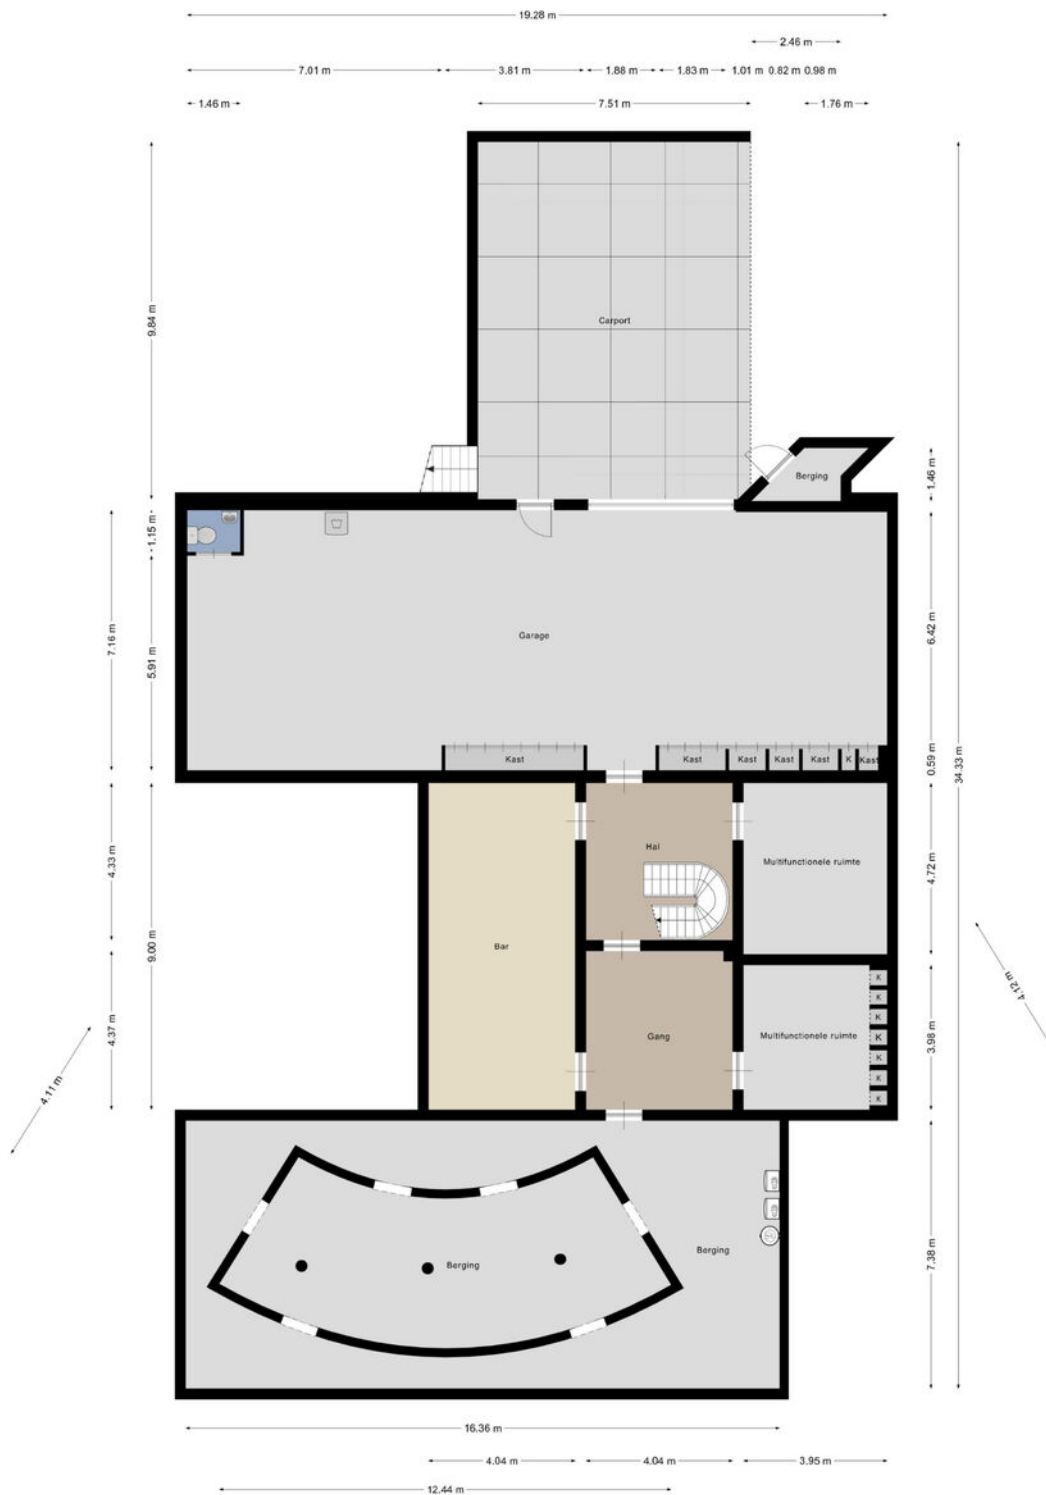 19.28 m
2.46 m
7.01 m 3.81 m 1.88 m 1.83 m 1.01 m 0.82 m 0.98 m
1.46 m 7.51 m 1.76 m
9.84 m
Carport
1.46 m
Berging
1.15 m
7.16 m
5.91 m
Garage
6.42 m
0.59 m
34.33 m
Kast Kast Kast Kast Kast K Kast
4.33 m
9.00 m
4.37 m
4.11 m
Hal
Multifunctionele ruimte
4.72 m
Bar
4.12 m
Gang
Multifunctionele ruimte
K
K
K
K
K
K
K
3.98 m
Berging
Berging
7.38 m
16.36 m
4.04 m 4.04 m 3.95 m
12.44 m